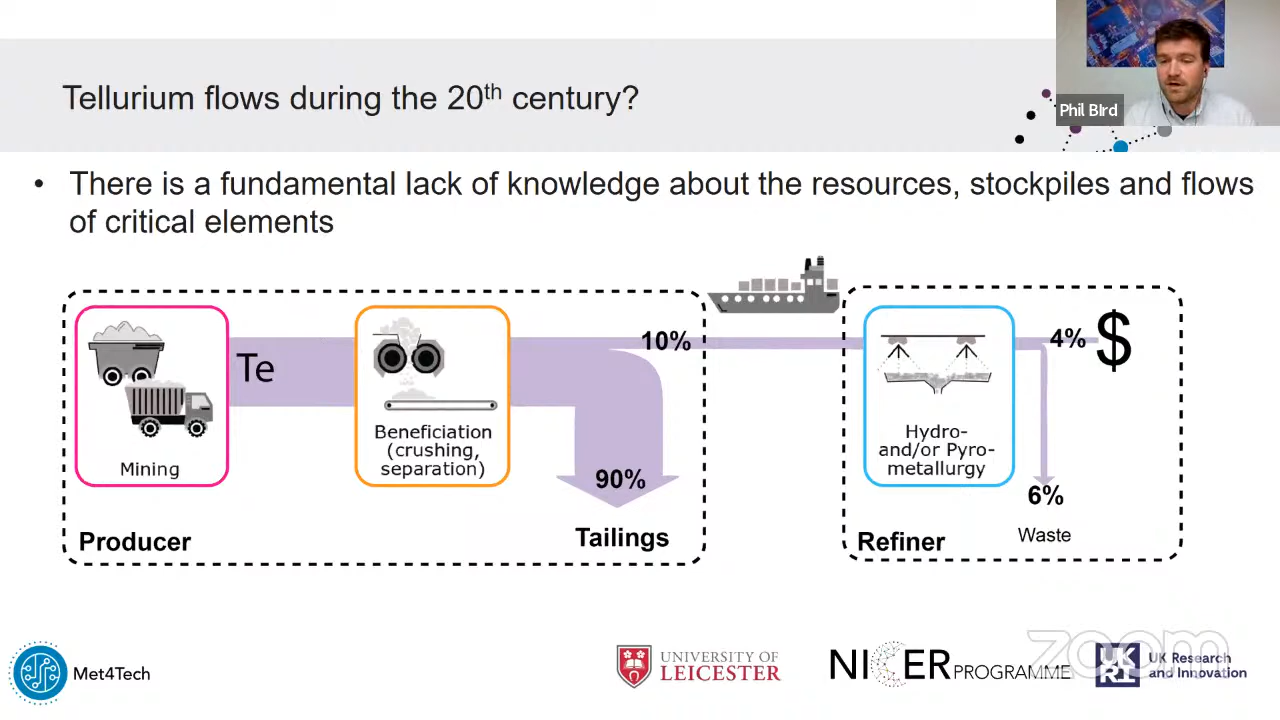 Phil BIrd
Tellurium flows during the 20th century?
• There is a fundamental lack of knowledge about the resources, stockpiles and flows
of critical elements
Te
10%
4%
$
Beneficiation
(crushing,
separation)
Hydro-
and/or Pyro-
metallurgy
Mining
90%
6%
Producer
Tailings
Refiner
Waste
Met4Tech
UNIVERSITY OF
LEICESTER
NICER PROGRAMME
zoom
UKRI
UK Research
and Innovation